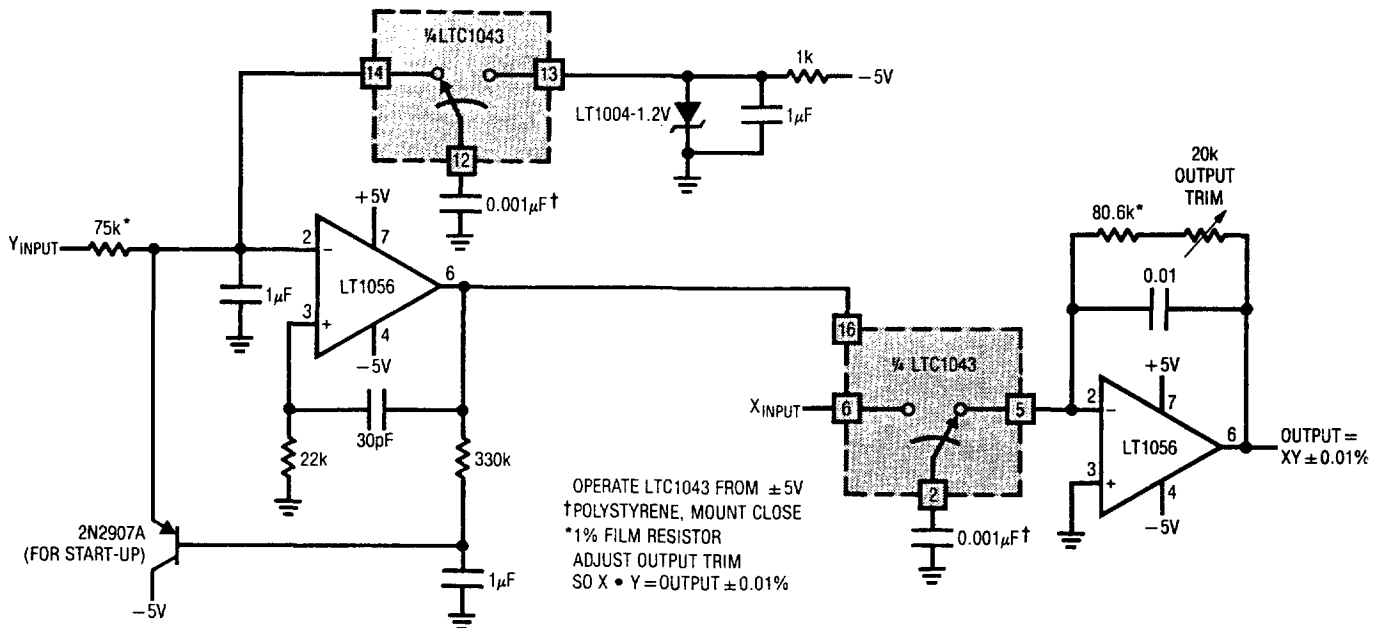 ¼LTC1043
14
13
12
1k
−5V
LT1004-1.2V
1µF
0.001µF†
+5V
75k*
YINPUT
2
−
7
LT1056
6
3
+
4
−5V
1µF
30pF
22k
330k
2N2907A
(FOR START-UP)
−5V
1µF
20k
OUTPUT
TRIM
80.6k*
0.01
16
¼ LTC1043
XINPUT
6
5
2
0.001µF†
+5V
2
−
7
LT1056
6
3
+
4
−5V
OUTPUT =
XY ± 0.01%
OPERATE LTC1043 FROM ±5V
†POLYSTYRENE, MOUNT CLOSE
*1% FILM RESISTOR
ADJUST OUTPUT TRIM
SO X • Y = OUTPUT ± 0.01%